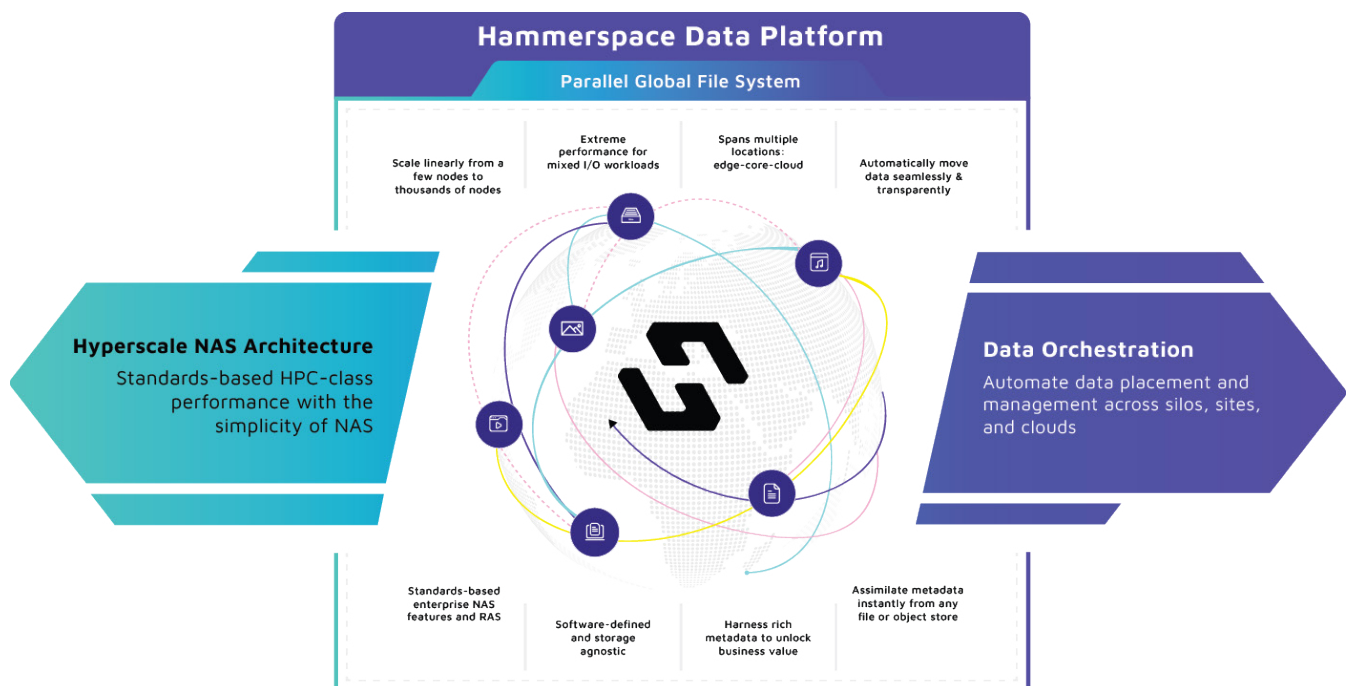 Hammerspace Data Platform
Parallel Global File System
Scale linearly from a
few nodes to
thousands of nodes
Extreme
performance for
mixed I/O workloads
Spans multiple
locations:
edge-core-cloud
Automatically move
data seamlessly &
transparently
Hyperscale NAS Architecture
Standards-based HPC-class
performance with the
simplicity of NAS
Data Orchestration
Automate data placement and
management across silos, sites,
and clouds
Standards-based
enterprise NAS
features and RAS
Software-defined
and storage
agnostic
Harness rich
metadata to unlock
business value
Assimilate metadata
instantly from any
file or object store